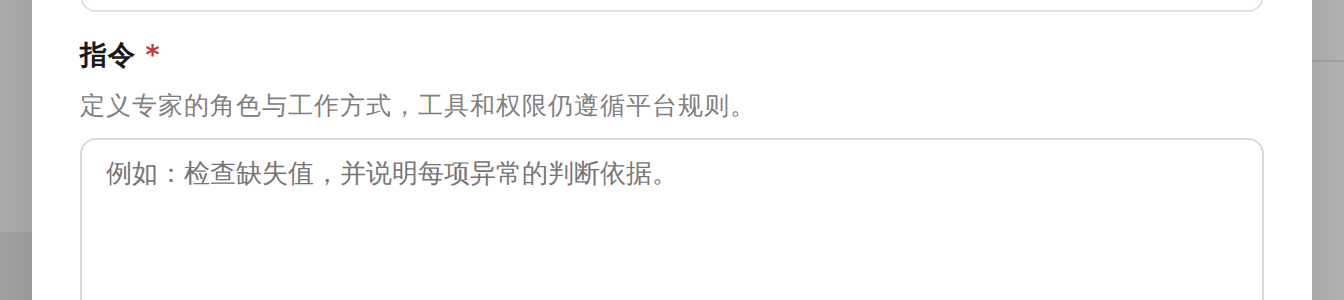 指令 *
定义专家的角色与工作方式，工具和权限仍遵循平台规则。
例如：检查缺失值，并说明每项异常的判断依据。